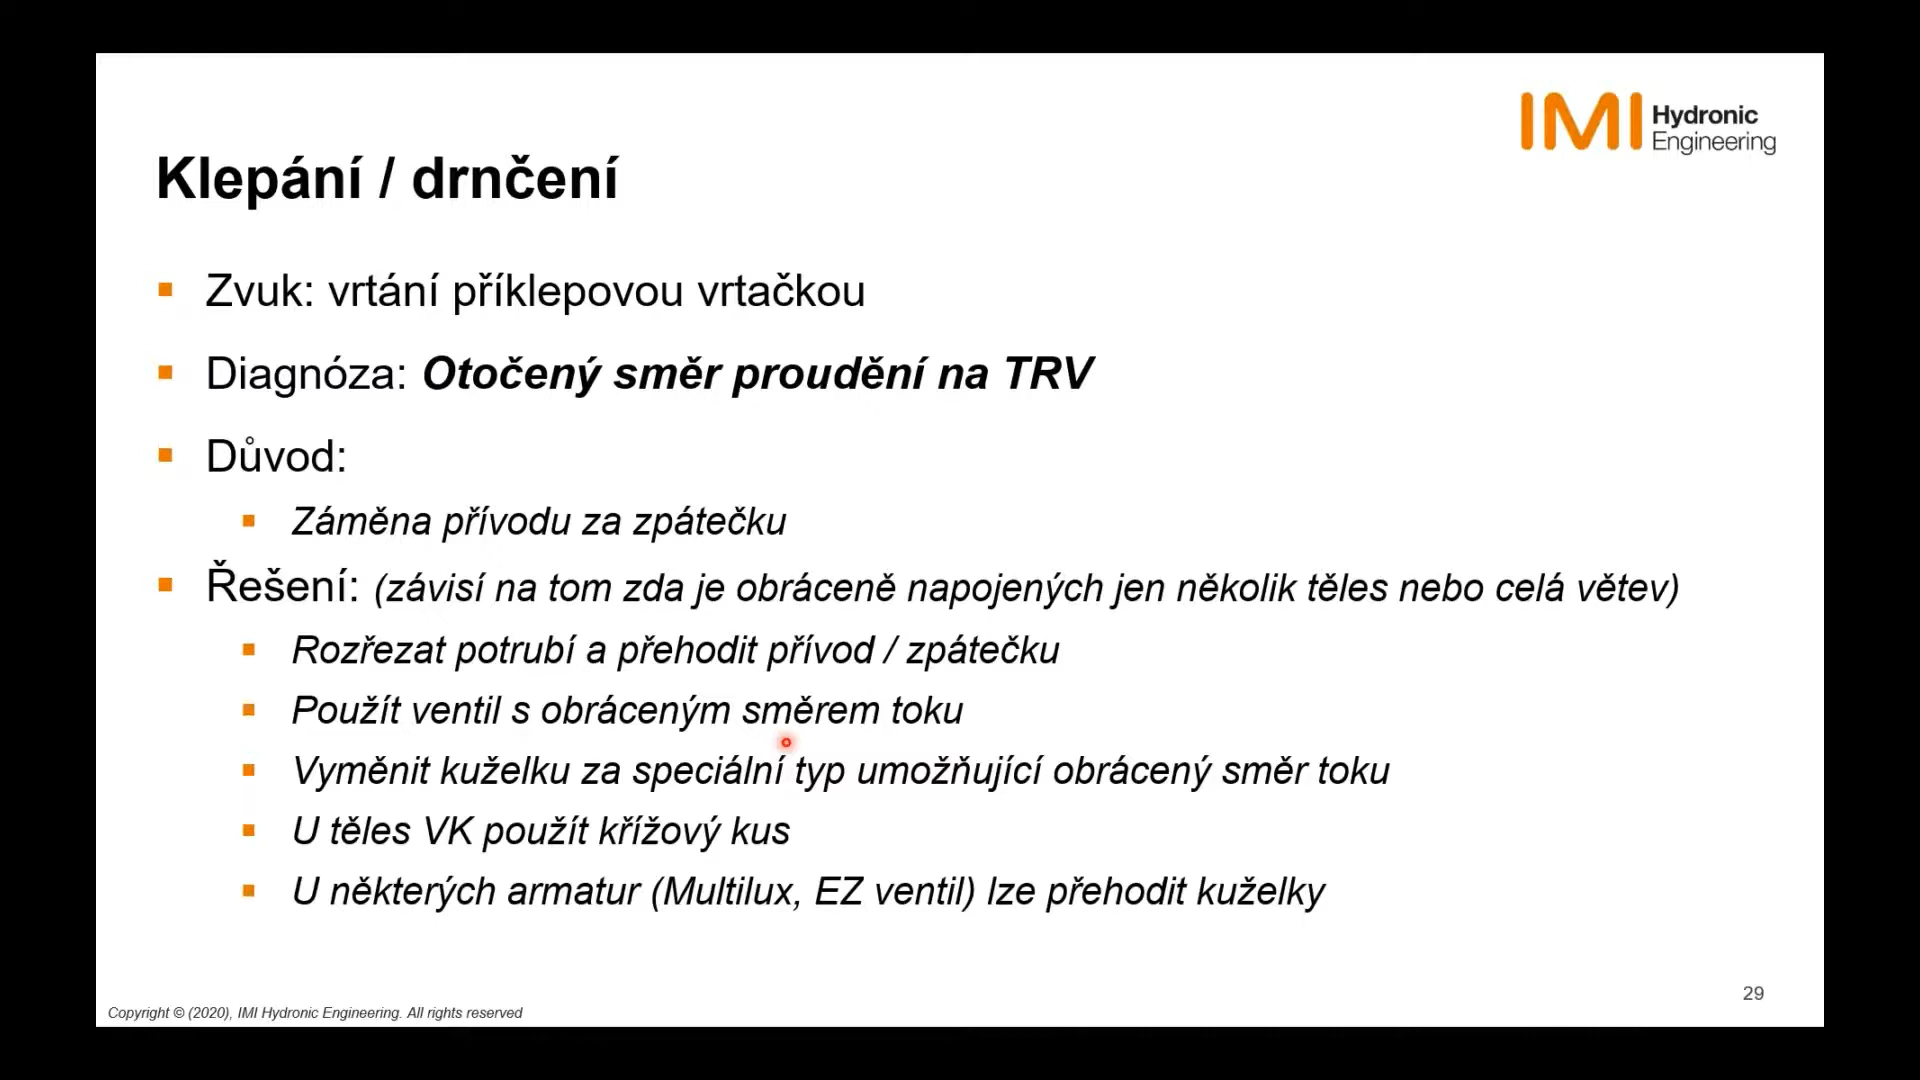 IMI Hydronic
Engineering
Klepání / drnčení
Zvuk: vrtání příklepovou vrtačkou
Diagnóza: Otočený směr proudění na TRV
Důvod:
Záměna přívodu za zpátečku
Řešení: (závisí na tom zda je obráceně napojených jen několik těles nebo celá větev)
Rozřezat potrubí a přehodit přívod / zpátečku
Použít ventil s obráceným směrem toku
Vyměnit kuželku za speciální typ umožňující obrácený směr toku
U těles VK použít křížový kus
U některých armatur (Multilux, EZ ventil) lze přehodit kuželky
29
Copyright © (2020), IMI Hydronic Engineering. All rights reserved